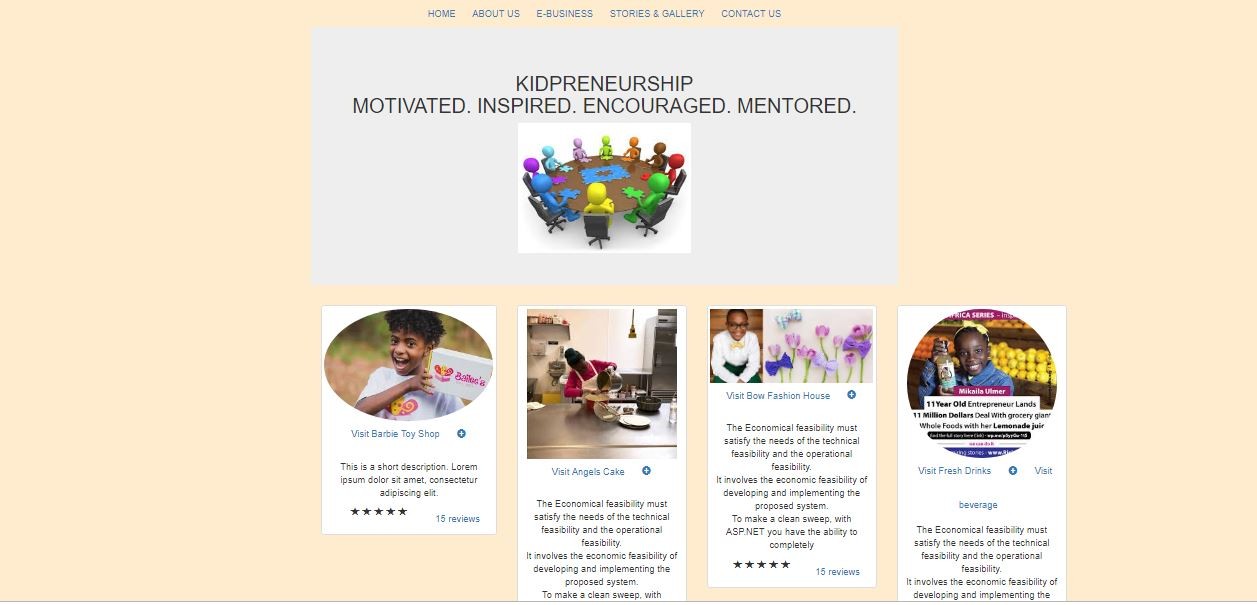 HOME ABOUT US E-BUSINESS STORIES & GALLERY CONTACT US
KIDPRENEURSHIP
MOTIVATED. INSPIRED. ENCOURAGED. MENTORED.
Visit Barbie Toy Shop
This is a short description. Lorem
ipsum dolor sit amet, consectetur
adipiscing elit.
★★★★★ 15 reviews
Visit Angels Cake
The Economical feasibility must
satisfy the needs of the technical
feasibility and the operational
feasibility.
It involves the economic feasibility of
developing and implementing the
proposed system.
To make a clean sweep, with
Visit Bow Fashion House
The Economical feasibility must
satisfy the needs of the technical
feasibility and the operational
feasibility.
It involves the economic feasibility of
developing and implementing the
proposed system.
To make a clean sweep, with
ASP.NET you have the ability to
completely
★★★★★ 15 reviews
FRICA SERIES
Mikaila Ulmer
11 Year Old Entrepreneur Lands
11 Million Dollars Deal With grocery gian
Whole Foods with her Lemonade juic
we can do it
Visit Fresh Drinks Visit
beverage
The Economical feasibility must
satisfy the needs of the technical
feasibility and the operational
feasibility.
It involves the economic feasibility of
developing and implementing the